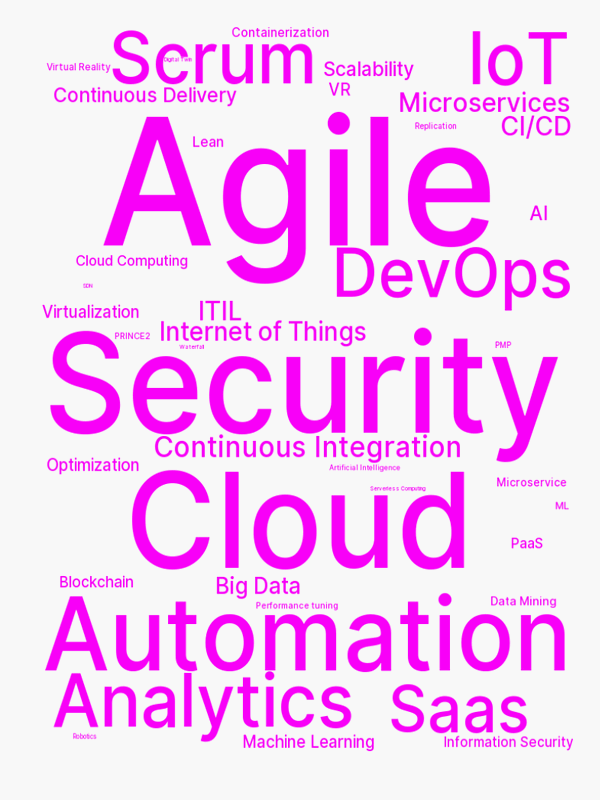 Containerization
Scrum
IoT
Digital Twin
Virtual Reality
Scalability
VR
Continuous Delivery
Microservices
CI/CD
Replication
Agile
Lean
AI
Cloud Computing
DevOps
Virtualization
ITIL
Internet of Things
PRINCE2
Waterfall
PMP
Security
Continuous Integration
Optimization
Artificial Intelligence
Cloud
Serverless Computing
Microservice
ML
PaaS
Blockchain
Big Data
Data Mining
Performance tuning
Automation
Analytics
Saas
Robotics
Machine Learning
Information Security